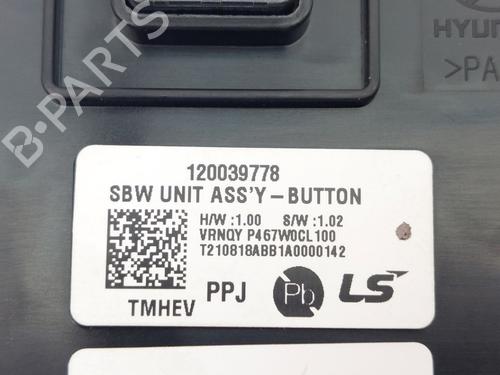 HYUN
>PA
B-PARTS
120039778
SBW UNIT ASS'Y-BUTTON
H/W :1.00 S/W :1.02
VRNQY P467W0CL100
T210818ABB1A0000142
TMHEV PPJ Pb LS